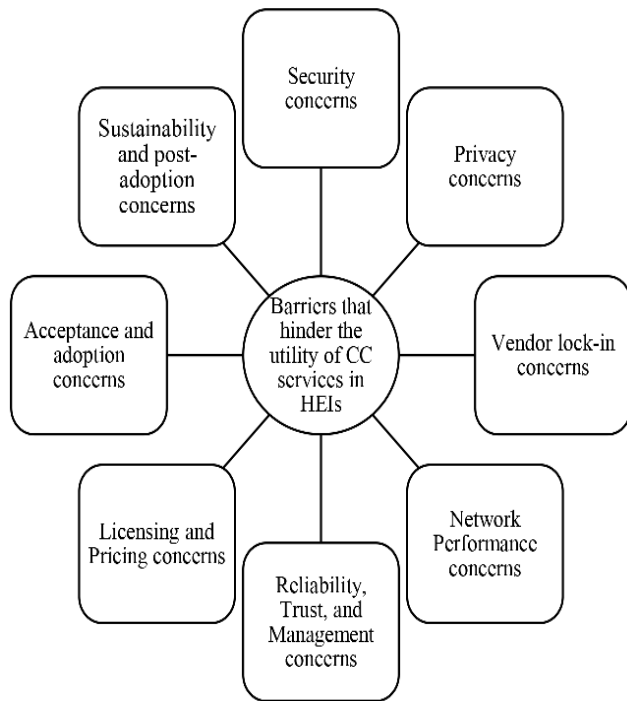 Security
concerns
Privacy
concerns
Vendor lock-in
concerns
Network
Performance
concerns
Reliability,
Trust, and
Management
concerns
Licensing and
Pricing concerns
Acceptance and
adoption
concerns
Sustainability
and post-
adoption
concerns
Barriers that
hinder the
utility of CC
services in
HEIs